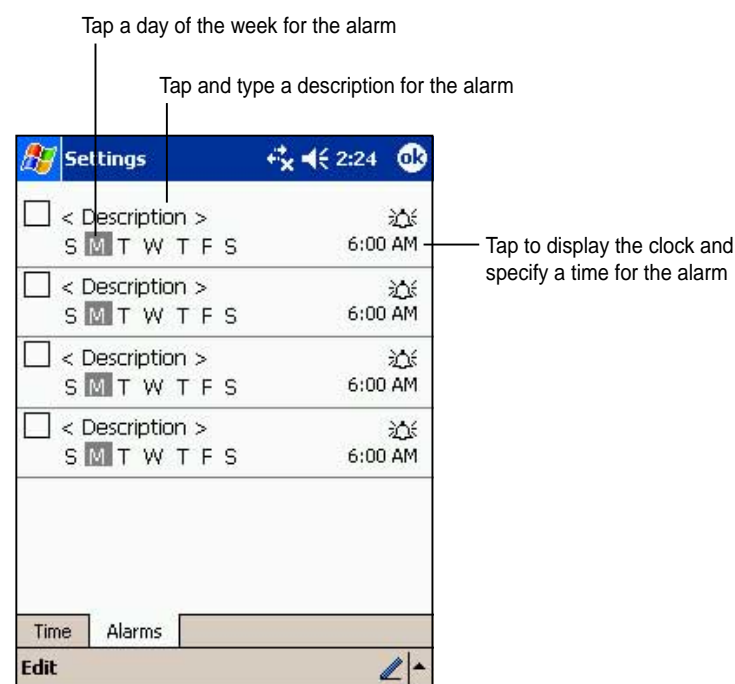 Tap a day of the week for the alarm
Tap and type a description for the alarm
Settings 2:24 ok
< Description >
S M T W T F S 6:00 AM
Tap to display the clock and
specify a time for the alarm
< Description >
S M T W T F S 6:00 AM
< Description >
S M T W T F S 6:00 AM
< Description >
S M T W T F S 6:00 AM
Time Alarms
Edit